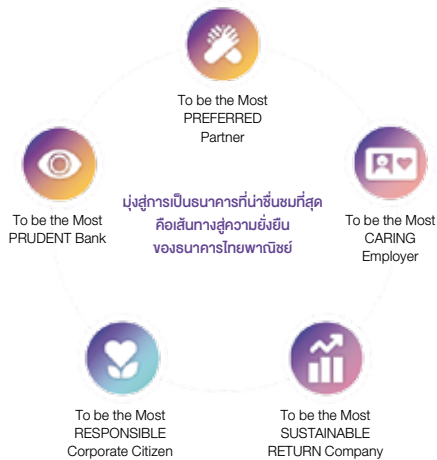 To be the Most
PREFERRED
Partner
To be the Most
PRUDENT Bank
มุ่งสู่การเป็นธนาคารที่น่าชื่นชมที่สุด
คือเส้นทางสู่ความยั่งยืน
ของธนาคารไทยพาณิชย์
To be the Most
CARING
Employer
To be the Most
RESPONSIBLE
Corporate Citizen
To be the Most
SUSTAINABLE
RETURN Company